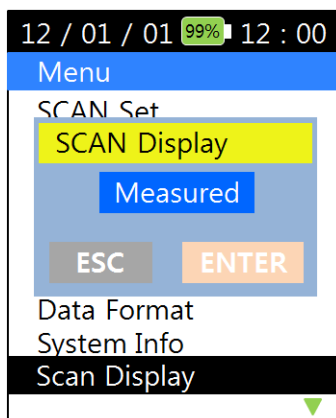 12 / 01 / 01 99% 12 : 00
Menu
SCAN Set
SCAN Display
Measured
ESC ENTER
Data Format
System Info
Scan Display